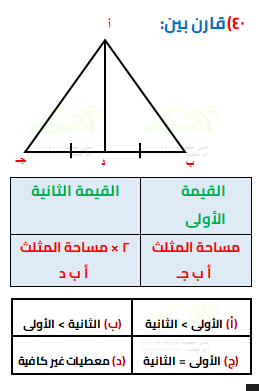 ٤٠) قارن بين:
أ
جـ
د
ب
القيمة الأولى
القيمة الثانية
مساحة المثلث أ ب جـ
٢ × مساحة المثلث أ ب د
(أ) الأولى > الثانية
(ب) الثانية > الأولى
(ج) الأولى = الثانية
(د) معطيات غير كافية